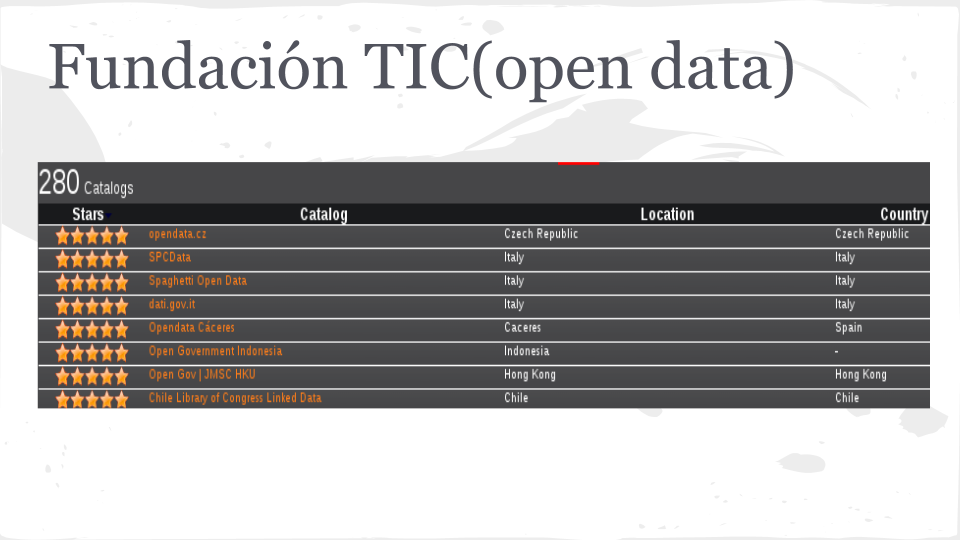 Fundación TIC(open data)
280 Catalogs
Stars Catalog Location Country
opendata.cz Czech Republic Czech Republic
SPCData Italy Italy
Spaghetti Open Data Italy Italy
dati.gov.it Italy Italy
Opendata Cáceres Caceres Spain
Open Government Indonesia Indonesia -
Open Gov | JMSC HKU Hong Kong Hong Kong
Chile Library of Congress Linked Data Chile Chile